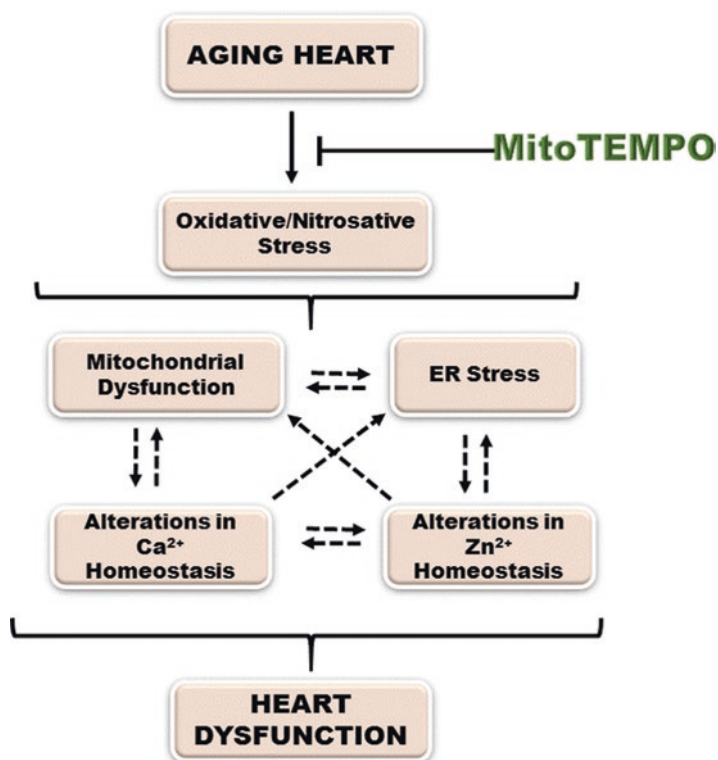 AGING HEART
MitoTEMPO
Oxidative/Nitrosative
Stress
Mitochondrial
Dysfunction
ER Stress
Alterations in
Ca²⁺
Homeostasis
Alterations in
Zn²⁺
Homeostasis
HEART
DYSFUNCTION